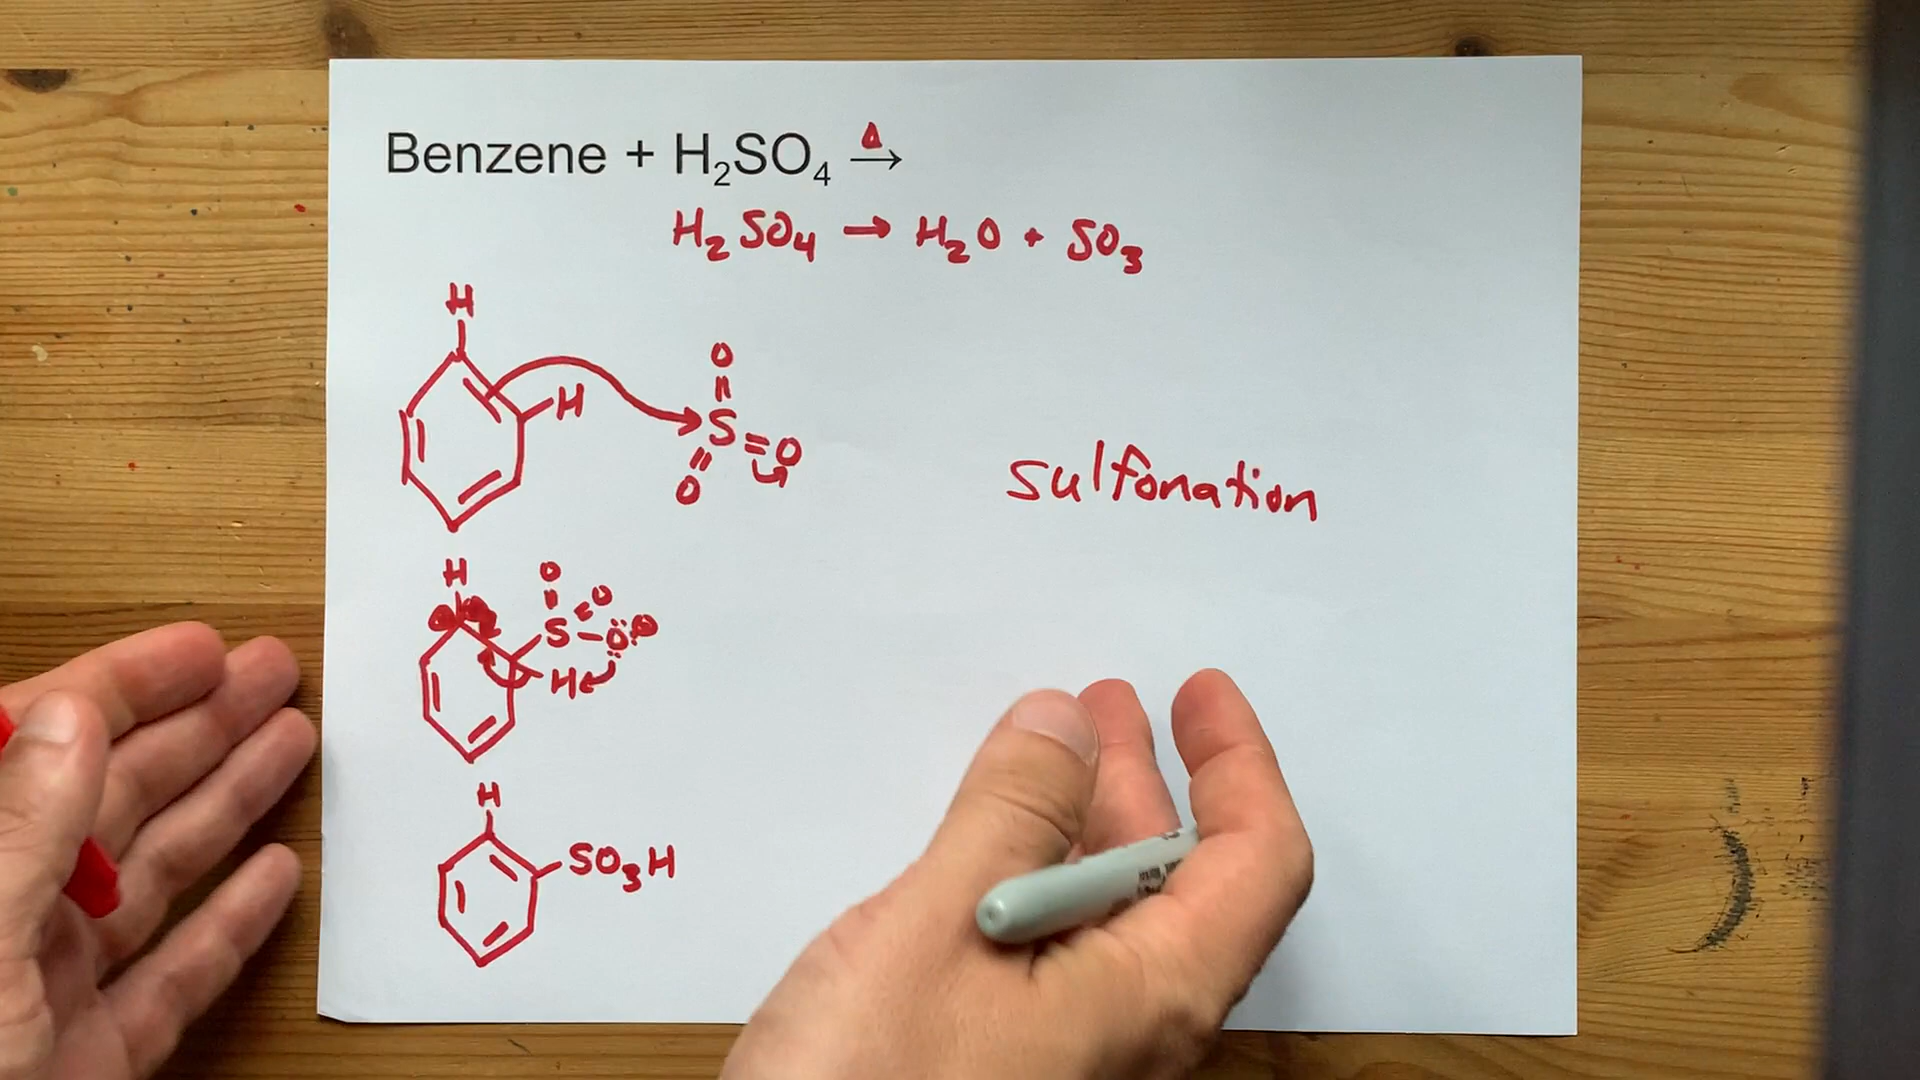 Benzene + H₂SO₄ →
Δ
H₂SO₄ → H₂O + SO₃
H
H
O
S
O
O
sulfonation
H
O
O
S
O
H
H
SO₃H